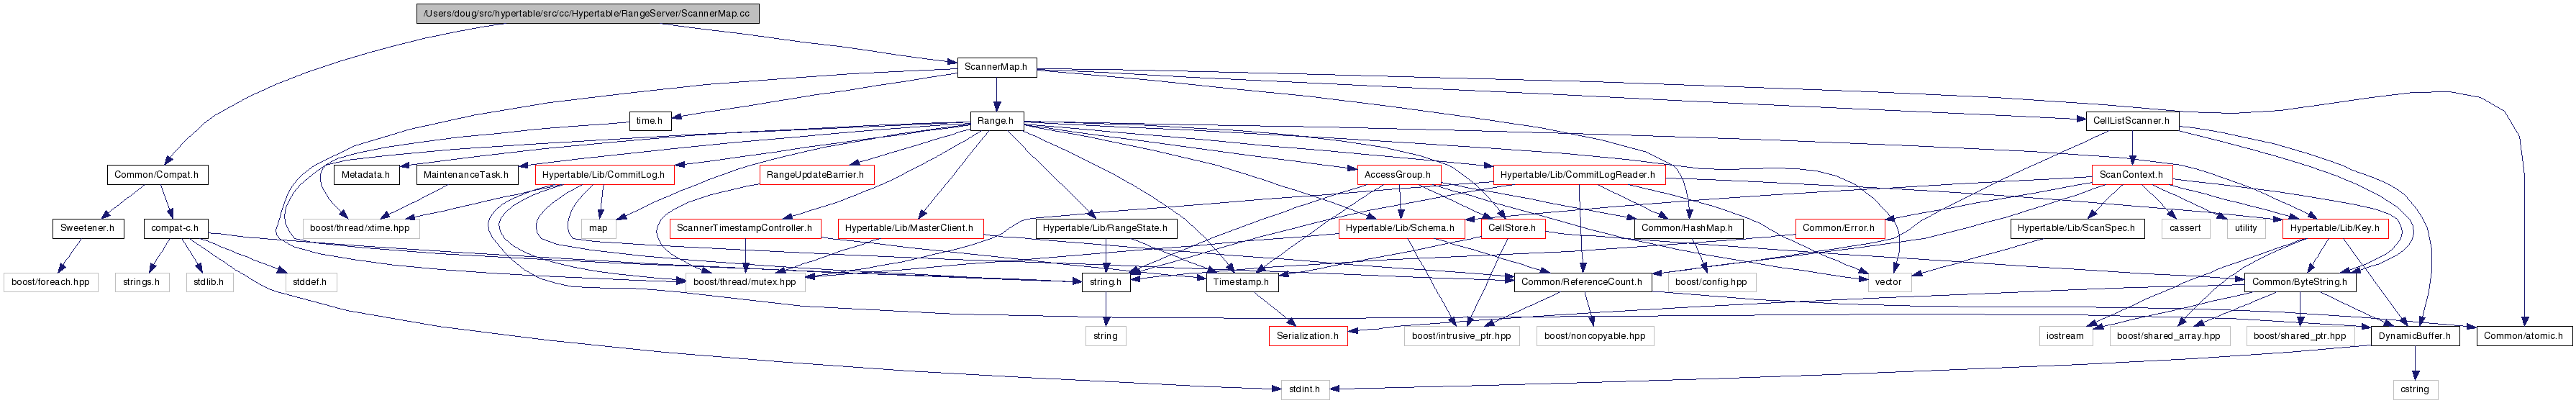 /Users/doug/src/hypertable/src/cc/Hypertable/RangeServer/ScannerMap.cc
ScannerMap.h
time.h
Range.h
CellListScanner.h
Common/Compat.h
Metadata.h
MaintenanceTask.h
Hypertable/Lib/CommitLog.h
RangeUpdateBarrier.h
AccessGroup.h
Hypertable/Lib/CommitLogReader.h
ScanContext.h
Sweetener.h
compat-c.h
boost/thread/xtime.hpp
map
ScannerTimestampController.h
Hypertable/Lib/MasterClient.h
Hypertable/Lib/RangeState.h
Hypertable/Lib/Schema.h
CellStore.h
Common/HashMap.h
Common/Error.h
Hypertable/Lib/ScanSpec.h
cassert
utility
Hypertable/Lib/Key.h
boost/foreach.hpp
strings.h
stdlib.h
stddef.h
boost/thread/mutex.hpp
string.h
Timestamp.h
Common/ReferenceCount.h
boost/config.hpp
vector
Common/ByteString.h
string
Serialization.h
boost/intrusive_ptr.hpp
boost/noncopyable.hpp
iostream
boost/shared_array.hpp
boost/shared_ptr.hpp
DynamicBuffer.h
Common/atomic.h
stdint.h
cstring